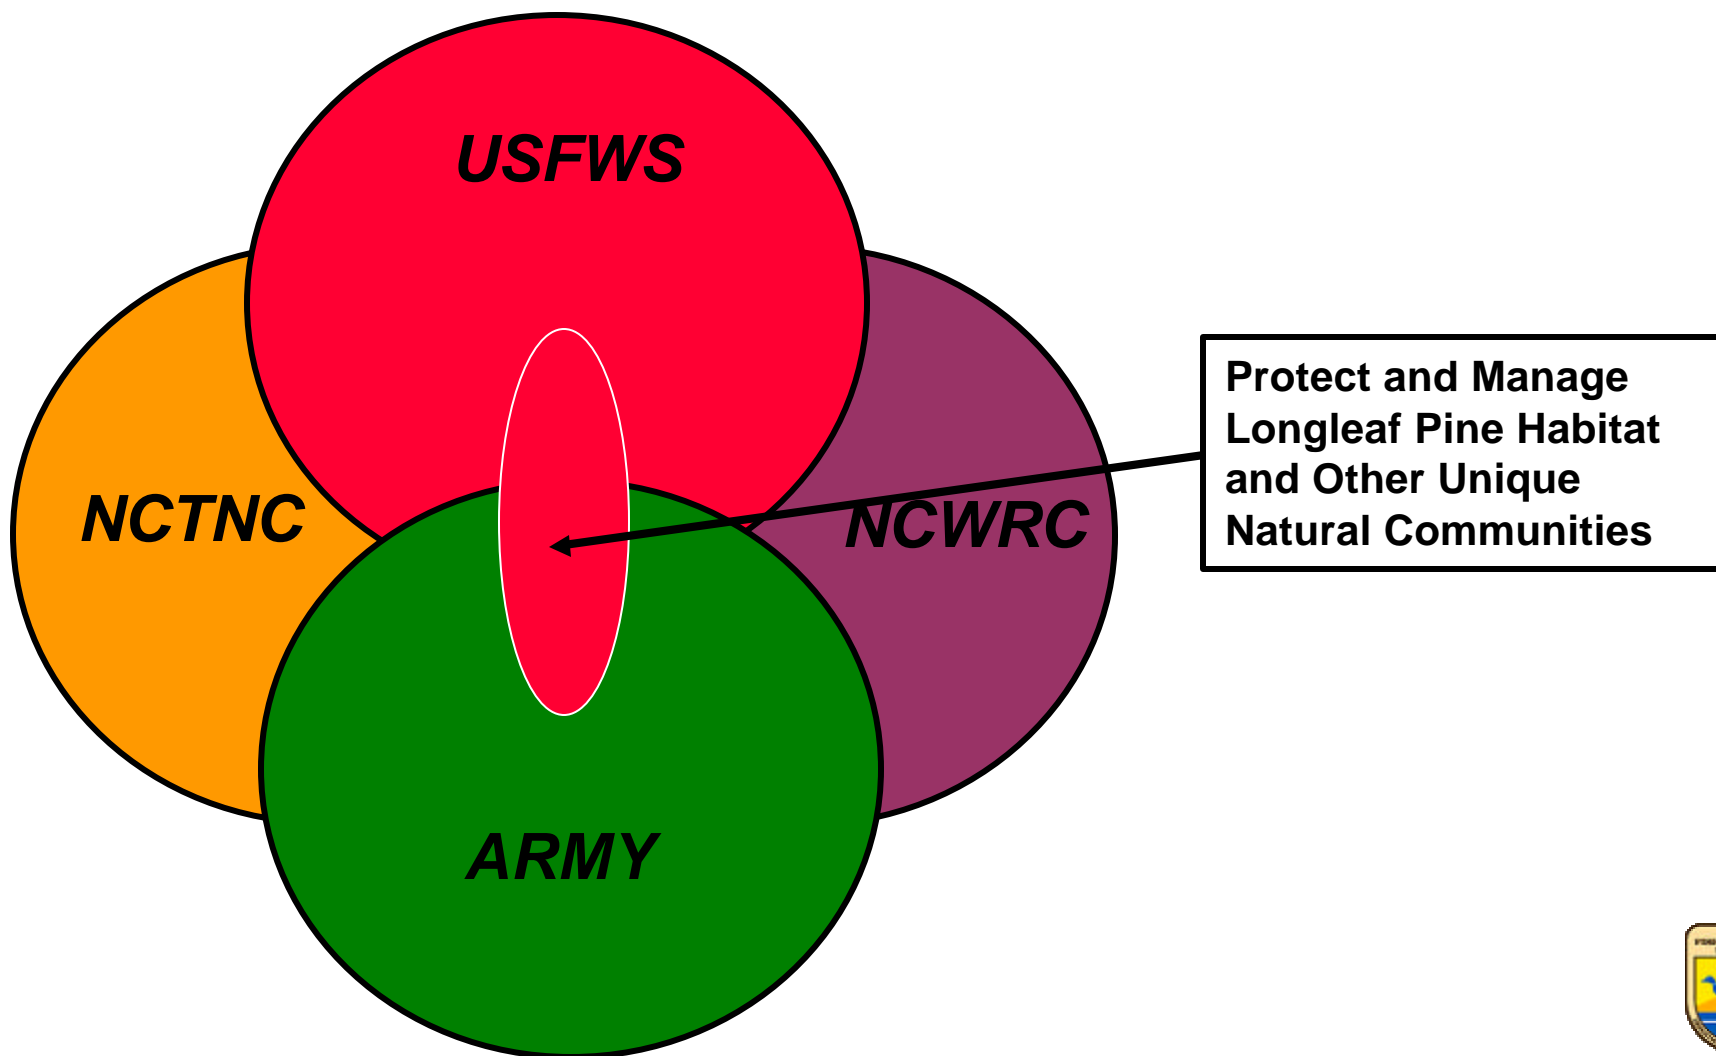 USFWS
NCTNC
NCWRC
ARMY
Protect and Manage
Longleaf Pine Habitat
and Other Unique
Natural Communities